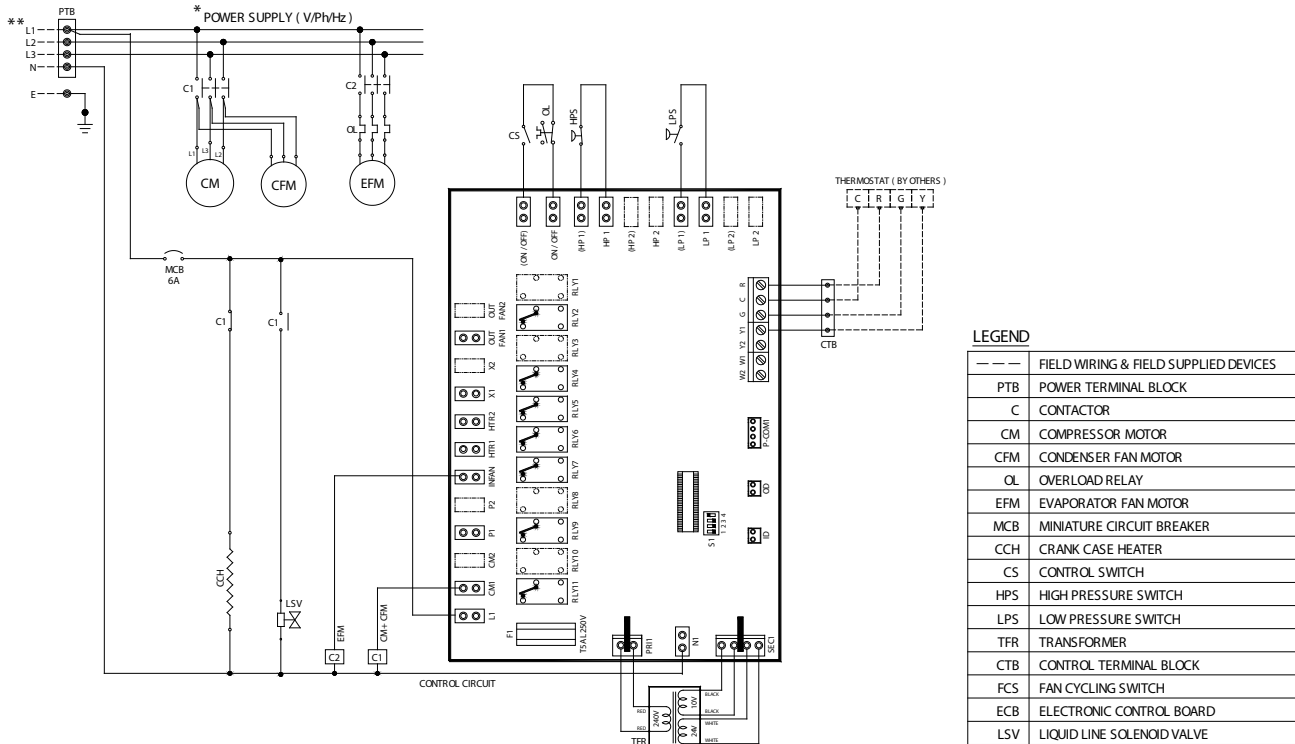 * POWER SUPPLY ( V/Ph/Hz )
PTB
** L1
L2
L3
N
E
C1
C2
OL
L1 L3 L2
CM
CFM
EFM
MCB
6A
C1
C1
CCH
LSV
EFM
CM+ CFM
C2
C1
CONTROL CIRCUIT
CS
OL
HPS
LPS
(ON / OFF)
ON / OFF
(HP 1)
HP 1
(HP 2)
HP 2
(LP 1)
LP 1
(LP 2)
LP 2
OUT FAN2
OUT FAN1
X2
X1
HTR2
HTR1
INFAN
P2
P1
CM2
CM1
L1
RLY1
RLY2
RLY3
RLY4
RLY5
RLY6
RLY7
RLY8
RLY9
RLY10
RLY11
F1
T5A L 250V
PRI1
N1
SEC1
R
C
G
Y1
Y2
W1
W2
P-COM1
OD
ID
S1
1 2 3 4
THERMOSTAT ( BY OTHERS )
C R G Y
CTB
RED
RED
240V
10V
24V
BLACK
BLACK
WHITE
WHITE
TFR
LEGEND
FIELD WIRING & FIELD SUPPLIED DEVICES
PTB POWER TERMINAL BLOCK
C CONTACTOR
CM COMPRESSOR MOTOR
CFM CONDENSER FAN MOTOR
OL OVERLOAD RELAY
EFM EVAPORATOR FAN MOTOR
MCB MINIATURE CIRCUIT BREAKER
CCH CRANK CASE HEATER
CS CONTROL SWITCH
HPS HIGH PRESSURE SWITCH
LPS LOW PRESSURE SWITCH
TFR TRANSFORMER
CTB CONTROL TERMINAL BLOCK
FCS FAN CYCLING SWITCH
ECB ELECTRONIC CONTROL BOARD
LSV LIQUID LINE SOLENOID VALVE